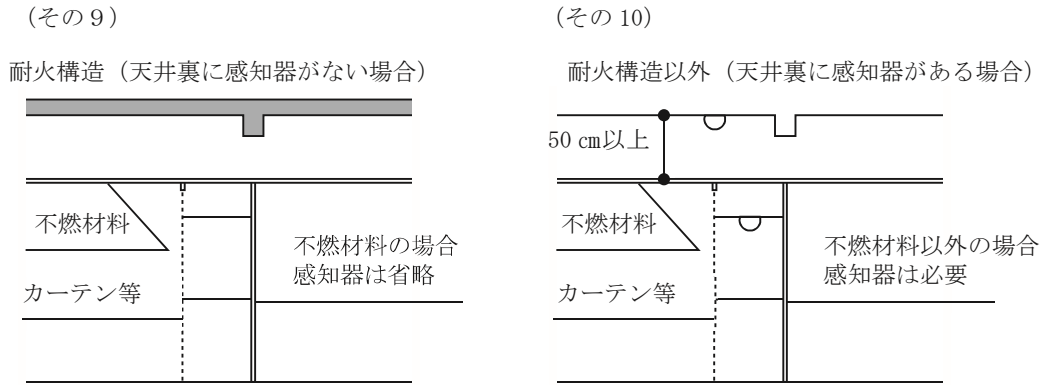 (その９)
耐火構造（天井裏に感知器がない場合）
不燃材料
カーテン等
不燃材料の場合
感知器は省略
(その 10)
耐火構造以外（天井裏に感知器がある場合）
50 ㎝以上
不燃材料
カーテン等
不燃材料以外の場合
感知器は必要